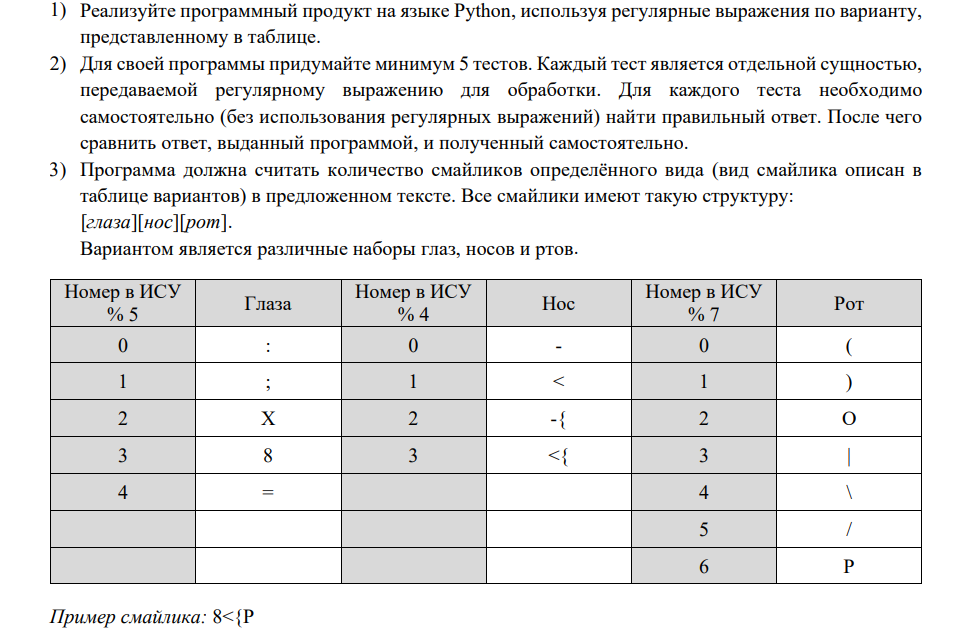 1) Реализуйте программный продукт на языке Python, используя регулярные выражения по варианту,
представленному в таблице.
2) Для своей программы придумайте минимум 5 тестов. Каждый тест является отдельной сущностью,
передаваемой регулярному выражению для обработки. Для каждого теста необходимо
самостоятельно (без использования регулярных выражений) найти правильный ответ. После чего
сравнить ответ, выданный программой, и полученный самостоятельно.
3) Программа должна считать количество смайликов определённого вида (вид смайлика описан в
таблице вариантов) в предложенном тексте. Все смайлики имеют такую структуру:
[глаза][нос][рот].
Вариантом является различные наборы глаз, носов и ртов.
Номер в ИСУ % 5 Глаза Номер в ИСУ % 4 Нос Номер в ИСУ % 7 Рот
0 : 0 - 0 (
1 ; 1 < 1 )
2 X 2 -{ 2 O
3 8 3 <{ 3 |
4 = 4 \
5 /
6 P
Пример смайлика: 8<{P